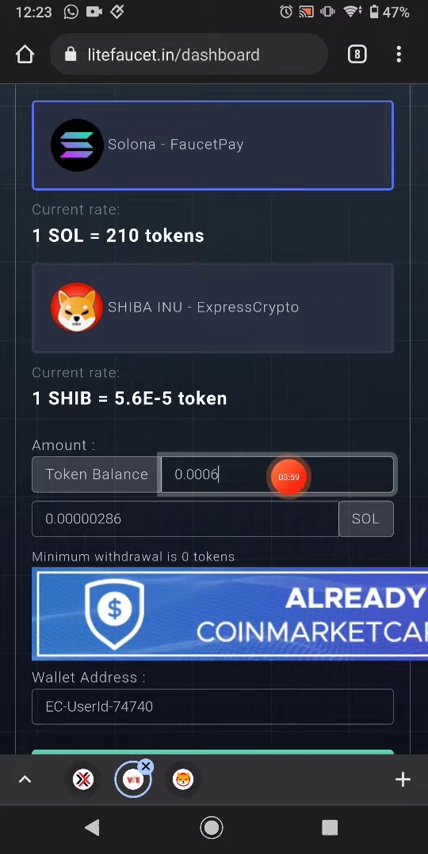 12:23
47%
litefaucet.in/dashboard
8
Solona - FaucetPay
Current rate:
1 SOL = 210 tokens
SHIBA INU - ExpressCrypto
Current rate:
1 SHIB = 5.6E-5 token
Amount :
Token Balance 0.0006
03:59
0.00000286 SOL
Minimum withdrawal is 0 tokens
ALREADY
COINMARKETCAP
Wallet Address :
EC-UserId-74740